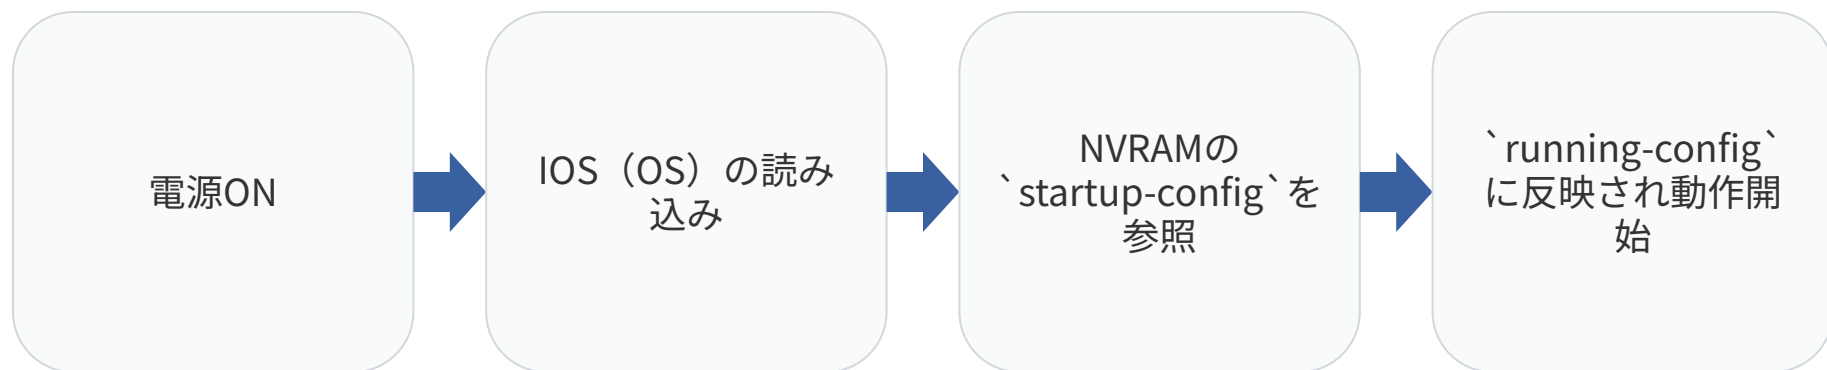 電源ON
IOS（OS）の読み
込み
NVRAMの
`startup-config`を
参照
`running-config`
に反映され動作開
始